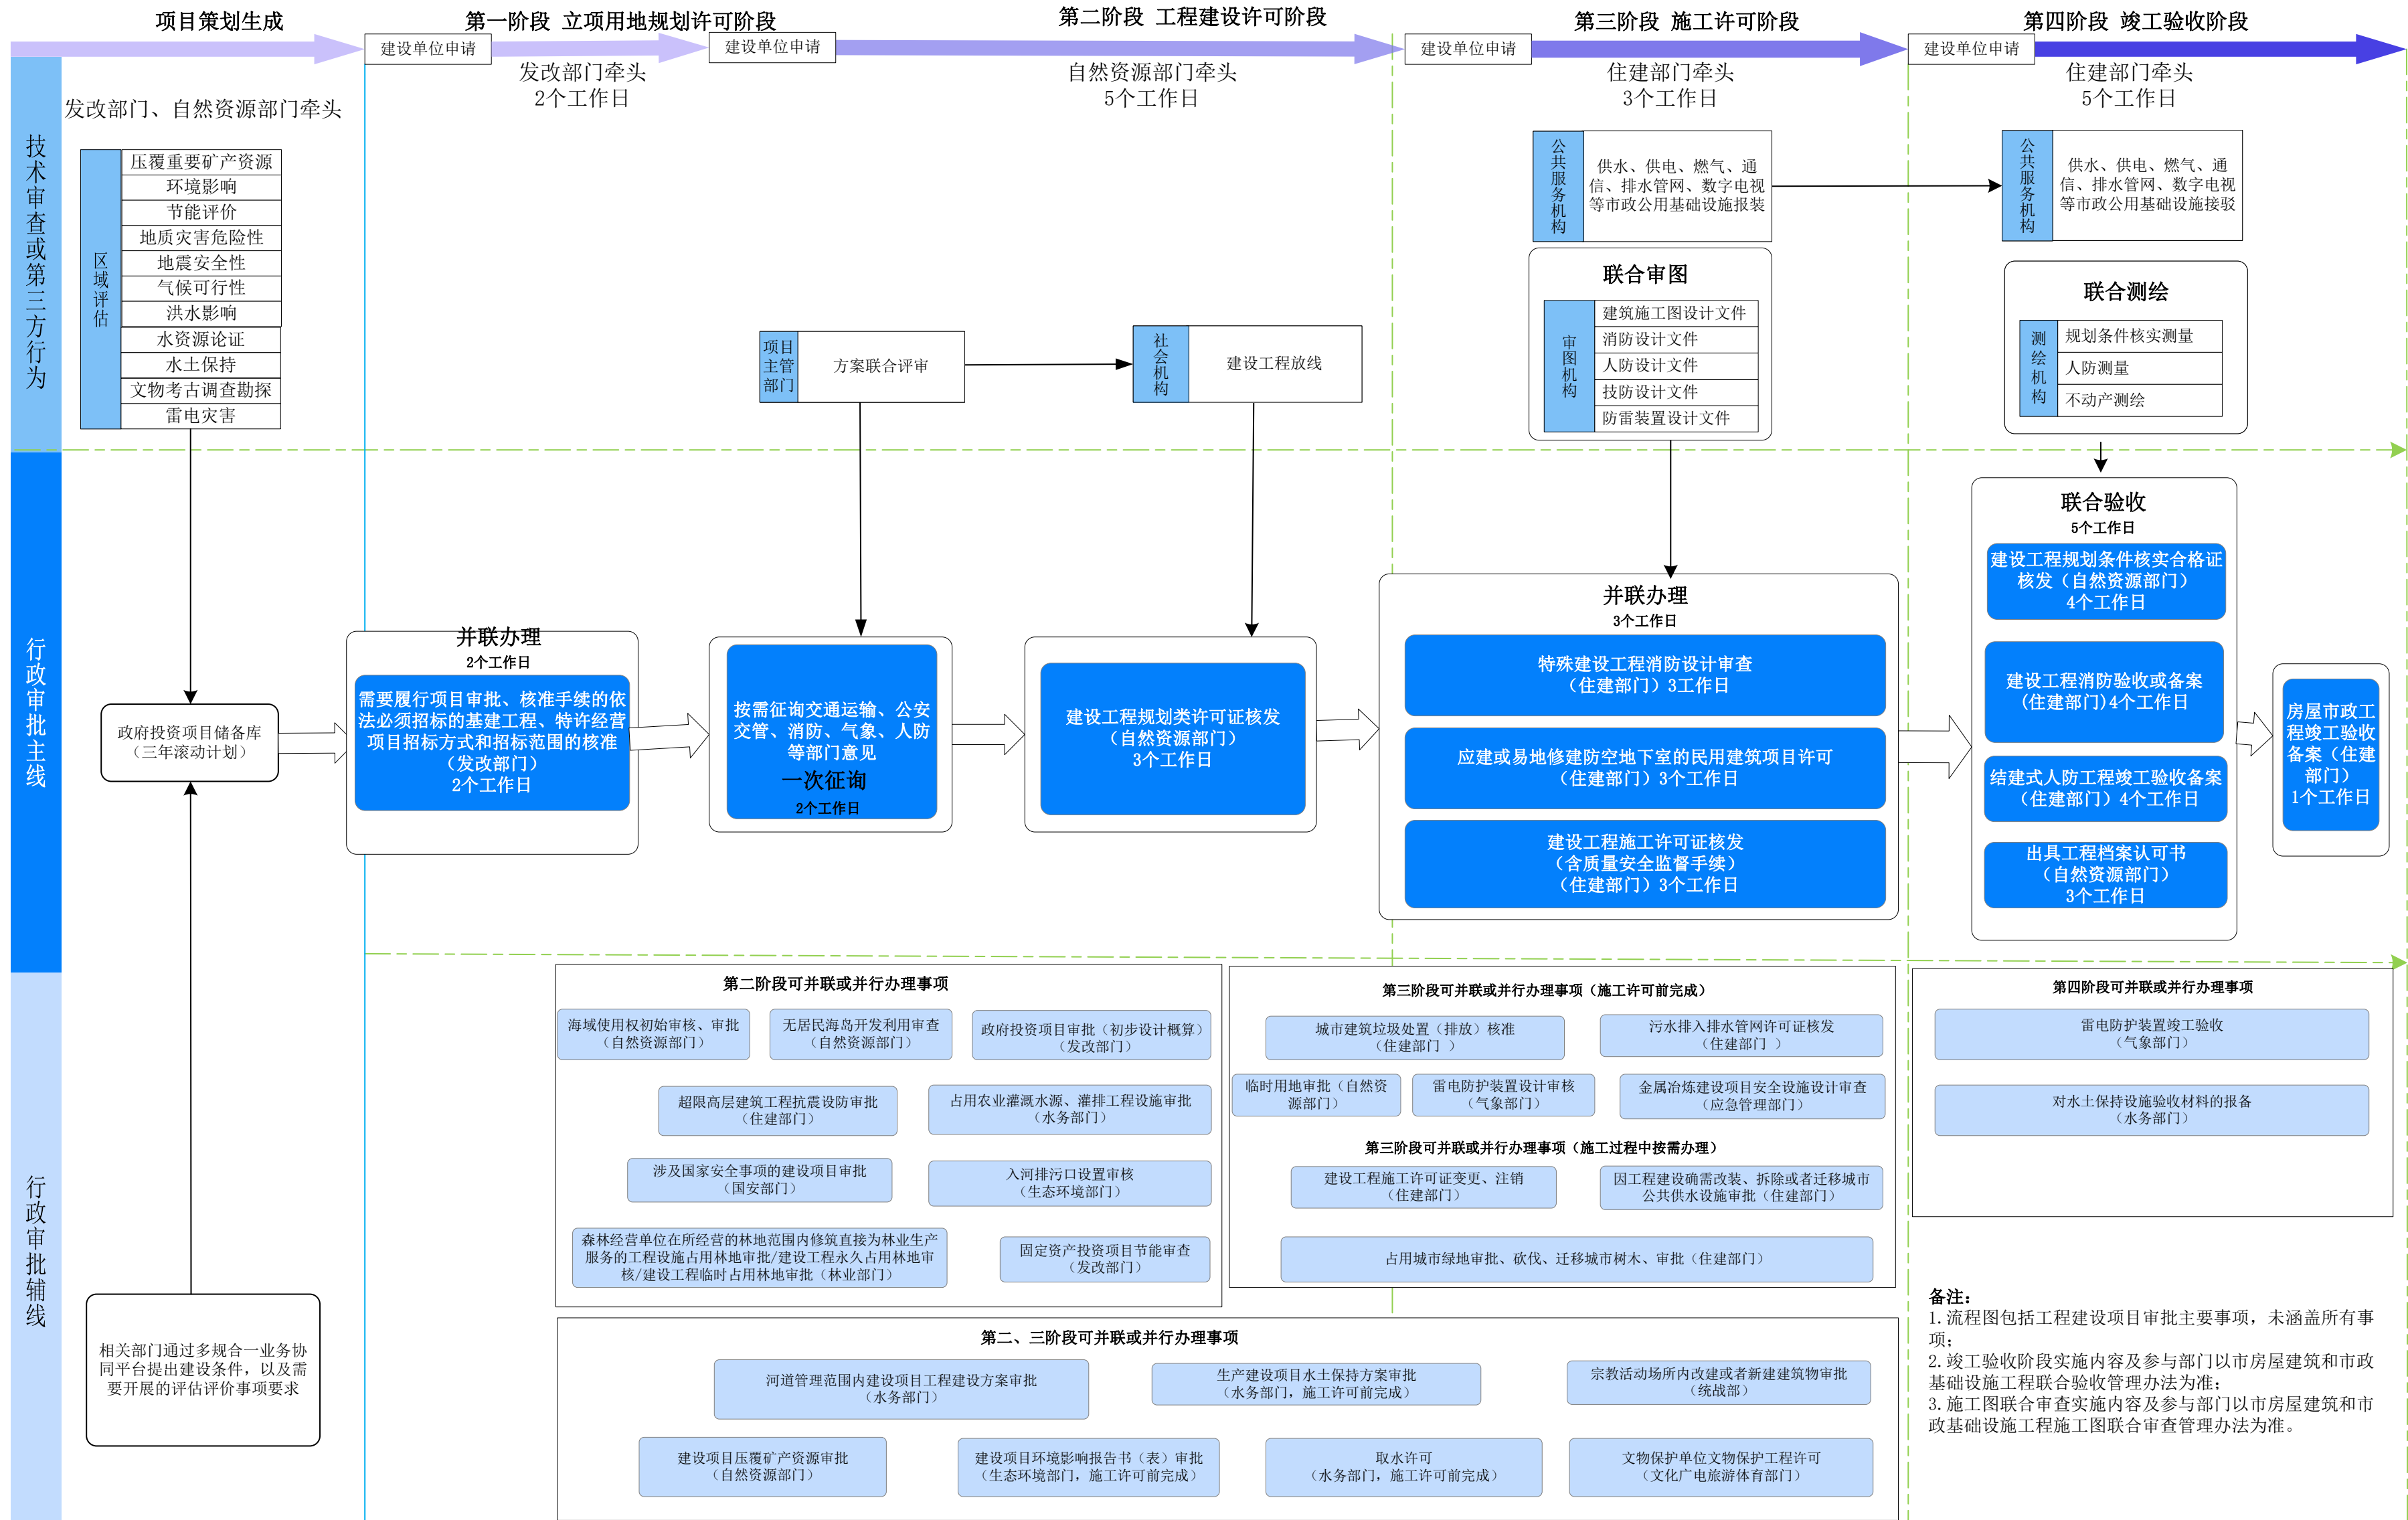 项目策划生成
第一阶段 立项用地规划许可阶段
第二阶段 工程建设许可阶段
第三阶段 施工许可阶段
第四阶段 竣工验收阶段
建设单位申请
建设单位申请
建设单位申请
建设单位申请
发改部门、自然资源部门牵头
发改部门牵头
2个工作日
自然资源部门牵头
5个工作日
住建部门牵头
3个工作日
住建部门牵头
5个工作日
技术审查或第三方行为
区域评估
压覆重要矿产资源
环境影响
节能评价
地质灾害危险性
地震安全性
气候可行性
洪水影响
水资源论证
水土保持
文物考古调查勘探
雷电灾害
项目
主管
部门
方案联合评审
社会机构
建设工程放线
公共服务机构
供水、供电、燃气、通
信、排水管网、数字电视
等市政公用基础设施报装
联合审图
审图机构
建筑施工图设计文件
消防设计文件
人防设计文件
技防设计文件
防雷装置设计文件
公共服务机构
供水、供电、燃气、通
信、排水管网、数字电视
等市政公用基础设施接驳
联合测绘
测绘机构
规划条件核实测量
人防测量
不动产测绘
行政审批主线
政府投资项目储备库
（三年滚动计划）
并联办理
2个工作日
需要履行项目审批、核准手续的依
法必须招标的基建工程、特许经营
项目招标方式和招标范围的核准
（发改部门）
2个工作日
按需征询交通运输、公安
交管、消防、气象、人防
等部门意见
一次征询
2个工作日
建设工程规划类许可证核发
（自然资源部门）
3个工作日
并联办理
3个工作日
特殊建设工程消防设计审查
（住建部门）3工作日
应建或易地修建防空地下室的民用建筑项目许可
（住建部门）3个工作日
建设工程施工许可证核发
（含质量安全监督手续）
（住建部门）3个工作日
联合验收
5个工作日
建设工程规划条件核实合格证
核发（自然资源部门）
4个工作日
建设工程消防验收或备案
(住建部门)4个工作日
结建式人防工程竣工验收备案
（住建部门）4个工作日
出具工程档案认可书
（自然资源部门）
3个工作日
房屋市政工
程竣工验收
备案（住建
部门）
1个工作日
行政审批辅线
相关部门通过多规合一业务协
同平台提出建设条件，以及需
要开展的评估评价事项要求
第二阶段可并联或并行办理事项
海域使用权初始审核、审批
（自然资源部门）
无居民海岛开发利用审查
（自然资源部门）
政府投资项目审批（初步设计概算）
（发改部门）
超限高层建筑工程抗震设防审批
（住建部门）
占用农业灌溉水源、灌排工程设施审批
（水务部门）
涉及国家安全事项的建设项目审批
（国安部门）
入河排污口设置审核
（生态环境部门）
森林经营单位在所经营的林地范围内修筑直接为林业生产
服务的工程设施占用林地审批/建设工程永久占用林地审
核/建设工程临时占用林地审批（林业部门）
固定资产投资项目节能审查
（发改部门）
第三阶段可并联或并行办理事项（施工许可前完成）
城市建筑垃圾处置（排放）核准
（住建部门 ）
污水排入排水管网许可证核发
（住建部门 ）
临时用地审批（自然资
源部门）
雷电防护装置设计审核
（气象部门）
金属冶炼建设项目安全设施设计审查
（应急管理部门）
第三阶段可并联或并行办理事项（施工过程中按需办理）
建设工程施工许可证变更、注销
（住建部门）
因工程建设确需改装、拆除或者迁移城市
公共供水设施审批（住建部门）
占用城市绿地审批、砍伐、迁移城市树木、审批（住建部门）
第四阶段可并联或并行办理事项
雷电防护装置竣工验收
（气象部门）
对水土保持设施验收材料的报备
（水务部门）
第二、三阶段可并联或并行办理事项
河道管理范围内建设项目工程建设方案审批
（水务部门）
生产建设项目水土保持方案审批
（水务部门，施工许可前完成）
宗教活动场所内改建或者新建建筑物审批
（统战部）
建设项目压覆矿产资源审批
（自然资源部门）
建设项目环境影响报告书（表）审批
（生态环境部门，施工许可前完成）
取水许可
（水务部门，施工许可前完成）
文物保护单位文物保护工程许可
（文化广电旅游体育部门）
备注：
1.流程图包括工程建设项目审批主要事项，未涵盖所有事
项；
2.竣工验收阶段实施内容及参与部门以市房屋建筑和市政
基础设施工程联合验收管理办法为准；
3.施工图联合审查实施内容及参与部门以市房屋建筑和市
政基础设施工程施工图联合审查管理办法为准。